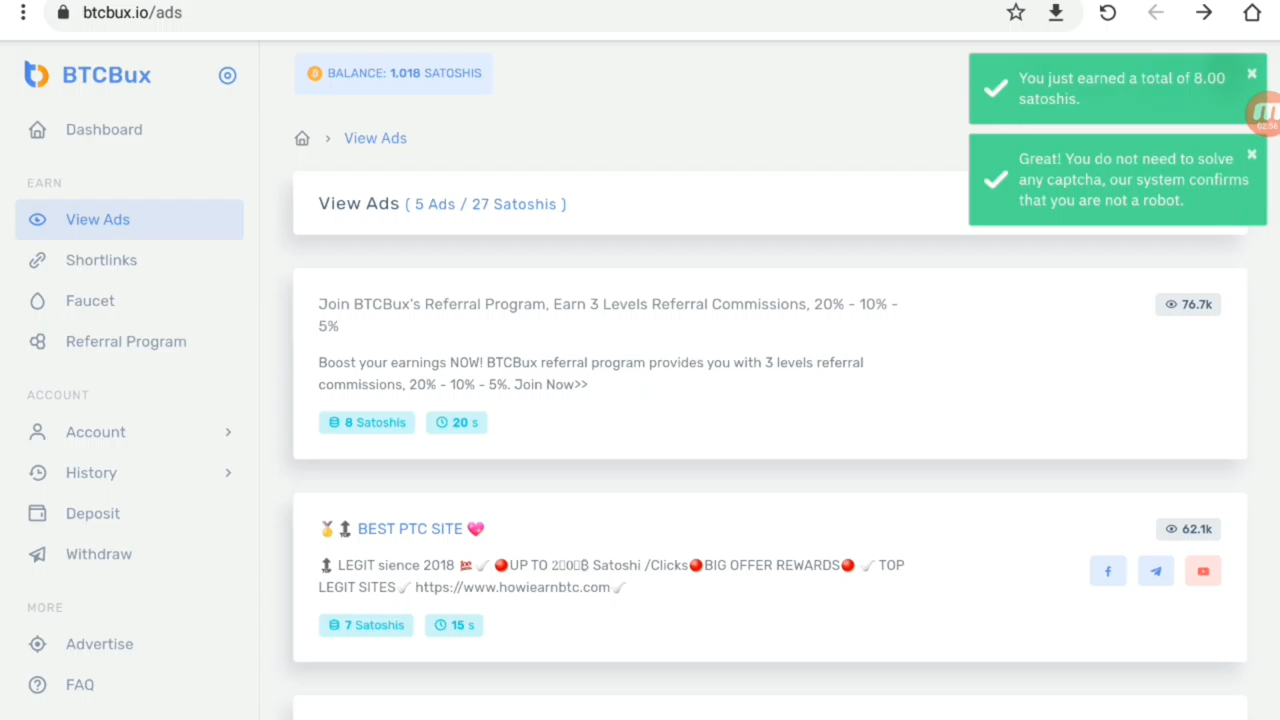 btcbux.io/ads
BTCBux
BALANCE: 1.018 SATOSHIS
You just earned a total of 8.00
satoshis.
02:56
Great! You do not need to solve
any captcha, our system confirms
that you are not a robot.
Dashboard
EARN
View Ads
Shortlinks
Faucet
Referral Program
ACCOUNT
Account
History
Deposit
Withdraw
MORE
Advertise
FAQ
View Ads
View Ads ( 5 Ads / 27 Satoshis )
Join BTCBux's Referral Program, Earn 3 Levels Referral Commissions, 20% - 10% -
5%
76.7k
Boost your earnings NOW! BTCBux referral program provides you with 3 levels referral
commissions, 20% - 10% - 5%. Join Now>>
8 Satoshis
20 s
BEST PTC SITE
62.1k
LEGIT sience 2018 UP TO 2▯0▯₿ Satoshi /Clicks BIG OFFER REWARDS TOP
LEGIT SITES https://www.howiearnbtc.com
7 Satoshis
15 s